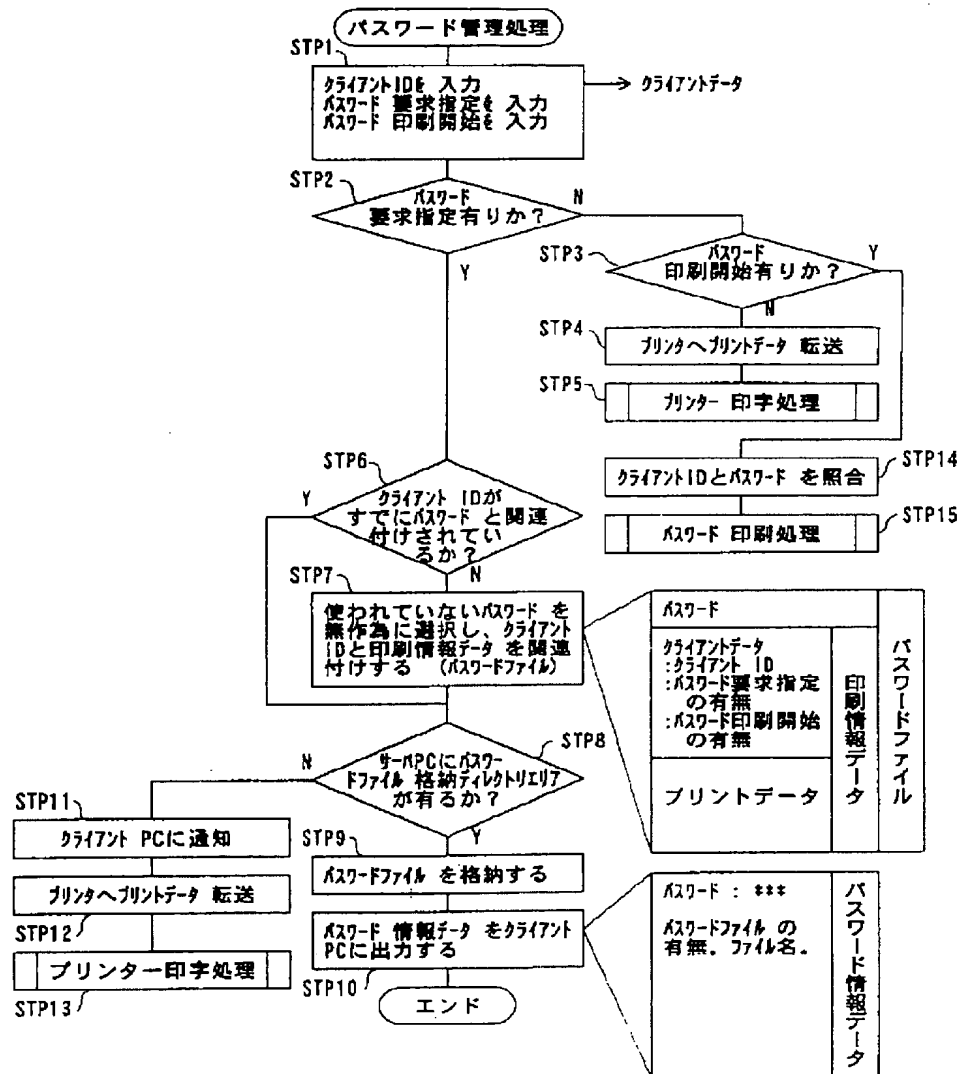 パスワード管理処理
STP1
クライアントIDを 入力
パスワード 要求指定を 入力
パスワード 印刷開始を 入力
クライアントデータ
STP2
パスワード
要求指定有りか?
N
Y
STP3
パスワード
印刷開始有りか?
Y
N
STP4
プリンタへプリントデータ 転送
STP5
プリンター 印字処理
STP14
クライアントIDとパスワード を照合
STP15
パスワード 印刷処理
STP6
Y
クライアント IDが
すでにパスワード と関連
付けされてい
るか?
N
STP7
使われていないパスワード を
無作為に選択し、クライアント
IDと印刷情報データ を関連
付けする (パスワードファイル)
パスワード
クライアントデータ
:クライアント ID
:パスワード要求指定
の有無
:パスワード印刷開始
の有無
プリントデータ
印刷情報データ
パスワードファイル
STP8
N
サーバPCにパスワー
ドファイル 格納ディレクトリエリア
が有るか?
Y
STP11
クライアント PCに通知
プリンタへプリントデータ 転送
STP12
プリンター印字処理
STP13
STP9
パスワードファイル を格納する
パスワード 情報データ をクライアント
PCに出力する
STP10
エンド
パスワード : ***
パスワードファイル の
有無. ファイル名.
パスワード情報データ